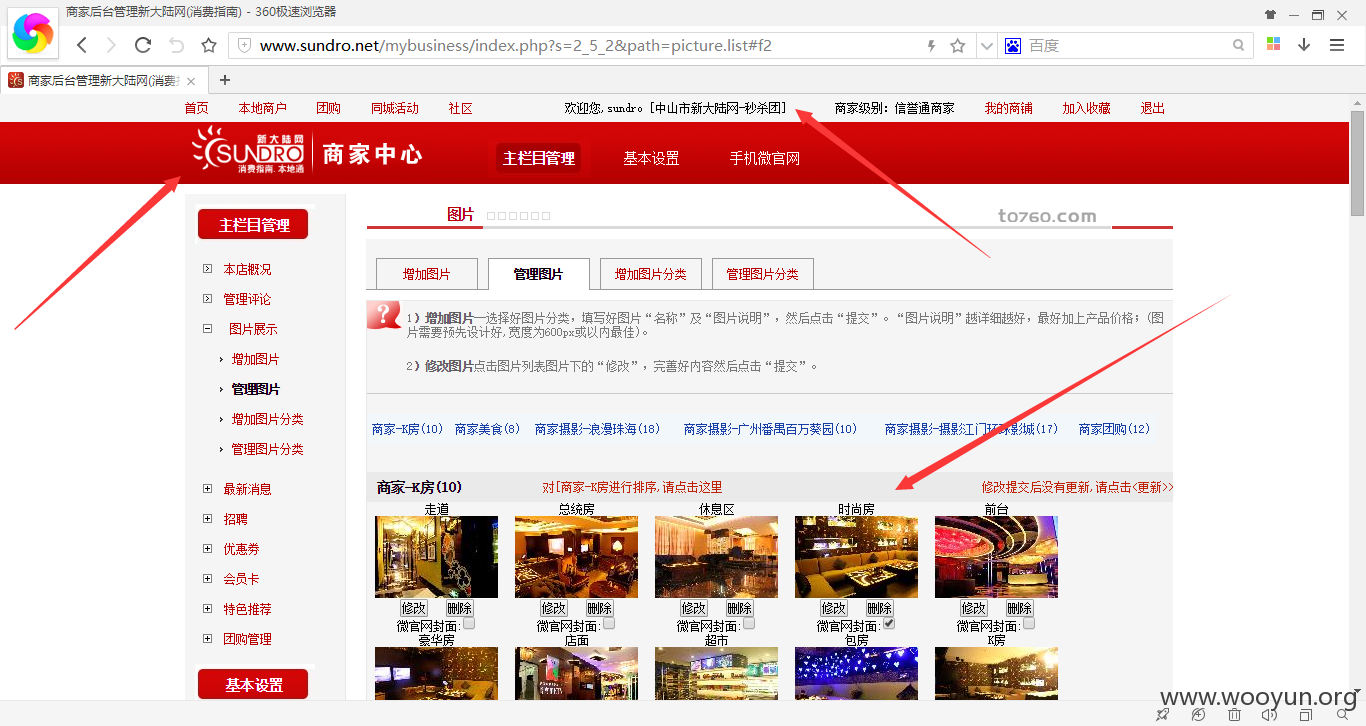 商家后台管理新大陆网(消费指南) - 360极速浏览器
www.sundro.net/mybusiness/index.php?s=2_5_2&path=picture.list#f2
百度
商家后台管理新大陆网(消费指
首页 本地商户 团购 同城活动 社区 欢迎您,sundro [中山市新大陆网-秒杀团] 商家级别: 信誉通商家 我的商铺 加入收藏 退出
新大陆网
SUNDRO
消费指南.本地通
商家中心
主栏目管理 基本设置 手机微官网
主栏目管理
本店概况
管理评论
图片展示
增加图片
管理图片
增加图片分类
管理图片分类
最新消息
招聘
优惠券
会员卡
特色推荐
团购管理
基本设置
图片 □□□□□□
to760.com
增加图片 管理图片 增加图片分类 管理图片分类
?
1) 增加图片—选择好图片分类，填写好图片“名称”及“图片说明”，然后点击“提交”。“图片说明”越详细越好，最好加上产品价格；(图
片需要预先设计好,宽度为600px或以内最佳)。
2) 修改图片点击图片列表图片下的“修改”，完善好内容然后点击“提交”。
商家-K房(10) 商家美食(8) 商家摄影-浪漫珠海(18) 商家摄影-广州番禺百万葵园(10) 商家摄影-摄影江门环球影城(17) 商家团购(12)
商家-K房(10) 对[商家-K房进行排序,请点击这里 修改提交后没有更新,请点击<更新>>
走道 总统房 休息区 时尚房 前台
修改 删除 修改 删除 修改 删除 修改 删除 修改 删除
微官网封面: 微官网封面: 微官网封面: 微官网封面: 微官网封面:
豪华房 店面 超市 包房 K房
www.wooyun.org